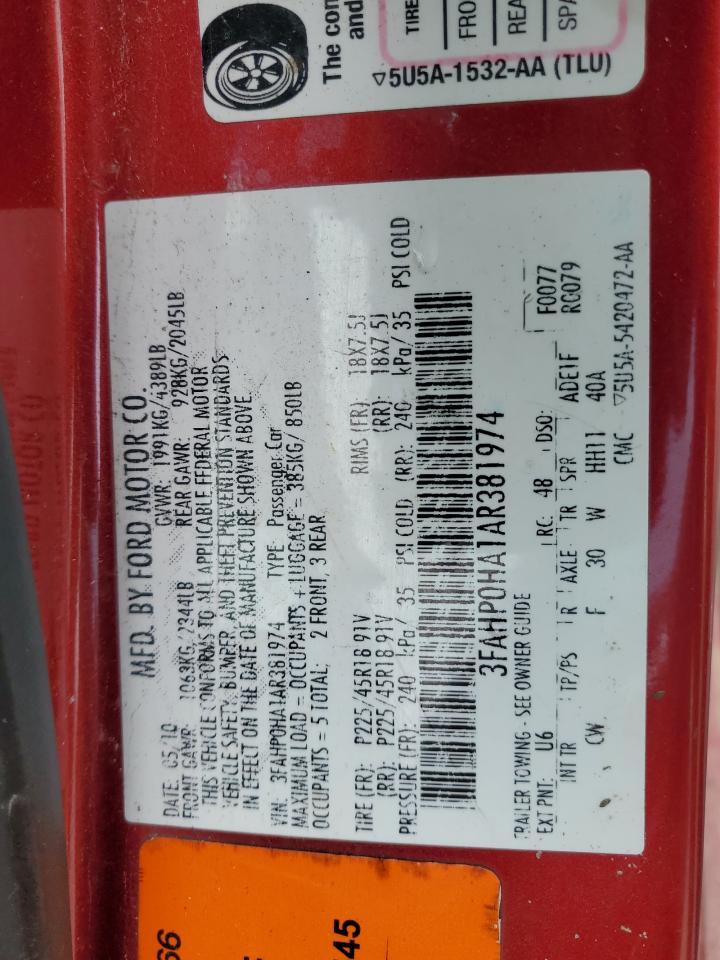 MFD. BY FORD MOTOR CO.
DATE: 05/10 GVWR: 1991KG/4389LB
FRONT GAWR: 1063KG/2344LB REAR GAWR: 928KG/2045LB
THIS VEHICLE CONFORMS TO ALL APPLICABLE FEDERAL MOTOR
VEHICLE SAFETY, BUMPER, AND THEFT PREVENTION STANDARDS
IN EFFECT ON THE DATE OF MANUFACTURE SHOWN ABOVE.
VIN: 3FAHP0HA1AR381974 TYPE: Passenger Car
MAXIMUM LOAD = OCCUPANTS + LUGGAGE = 385KG/ 850LB
OCCUPANTS = 5 TOTAL; 2 FRONT, 3 REAR
TIRE (FR): P225/45R18 91V RIMS (FR): 18X7.5J
(RR): P225/45R18 91V (RR): 18X7.5J
PRESSURE (FR): 240 kPa/ 35 PSI COLD (RR): 240 kPa/ 35 PSI COLD
3FAHP0HA1AR381974
TRAILER TOWING - SEE OWNER GUIDE
EXT PNT: U6 RC: 48 DSO: F0077
INT TR TP/PS R AXLE TR SPR ADE1F RC079
CW F 30 W HH11 40A
CMC ▽5U5A-5420472-AA
The con
and
TIRE
FRO
REA
SPA
▽5U5A-1532-AA (TLU)
66
45